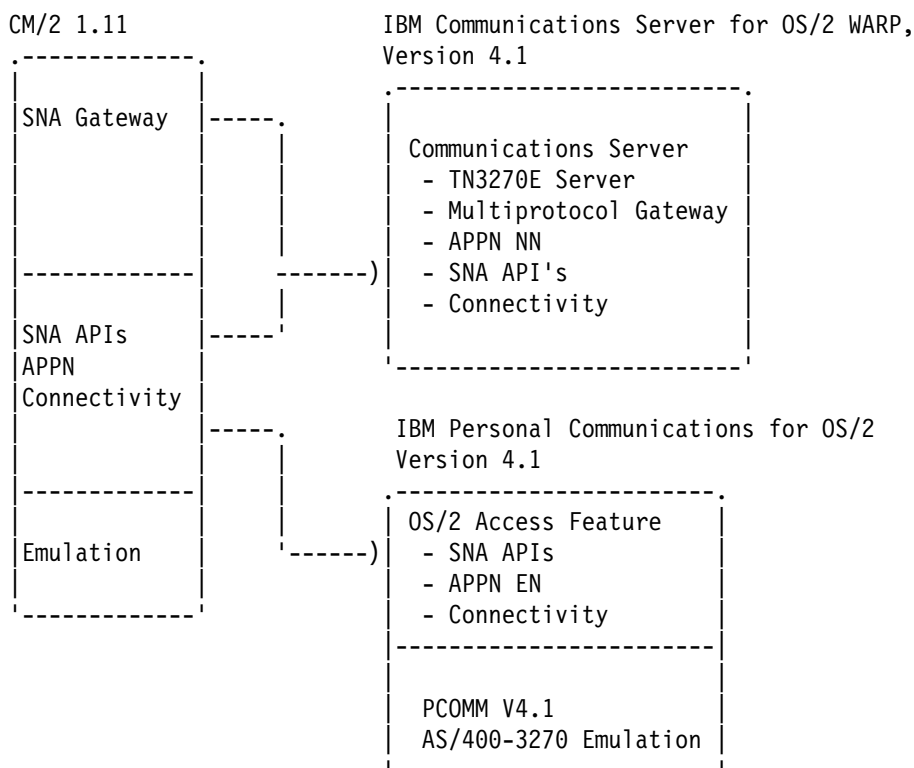 CM/2 1.11
SNA Gateway
SNA APIs
APPN
Connectivity
Emulation
IBM Communications Server for OS/2 WARP,
Version 4.1
Communications Server
- TN3270E Server
- Multiprotocol Gateway
- APPN NN
- SNA API's
- Connectivity
IBM Personal Communications for OS/2
Version 4.1
OS/2 Access Feature
- SNA APIs
- APPN EN
- Connectivity
PCOMM V4.1
AS/400-3270 Emulation